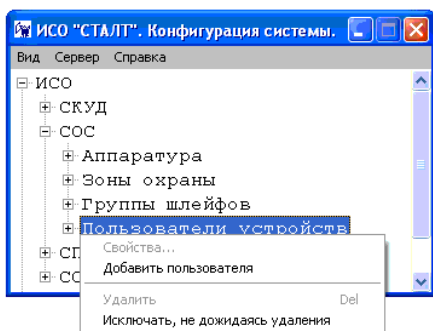 ИСО "СТАЛТ". Конфигурация системы.
Вид Сервер Справка
ИСО
СКУД
СОС
Аппаратура
Зоны охраны
Группы шлейфов
Пользователи устройств
Свойства...
Добавить пользователя
Удалить Del
Исключать, не дожидаясь удаления